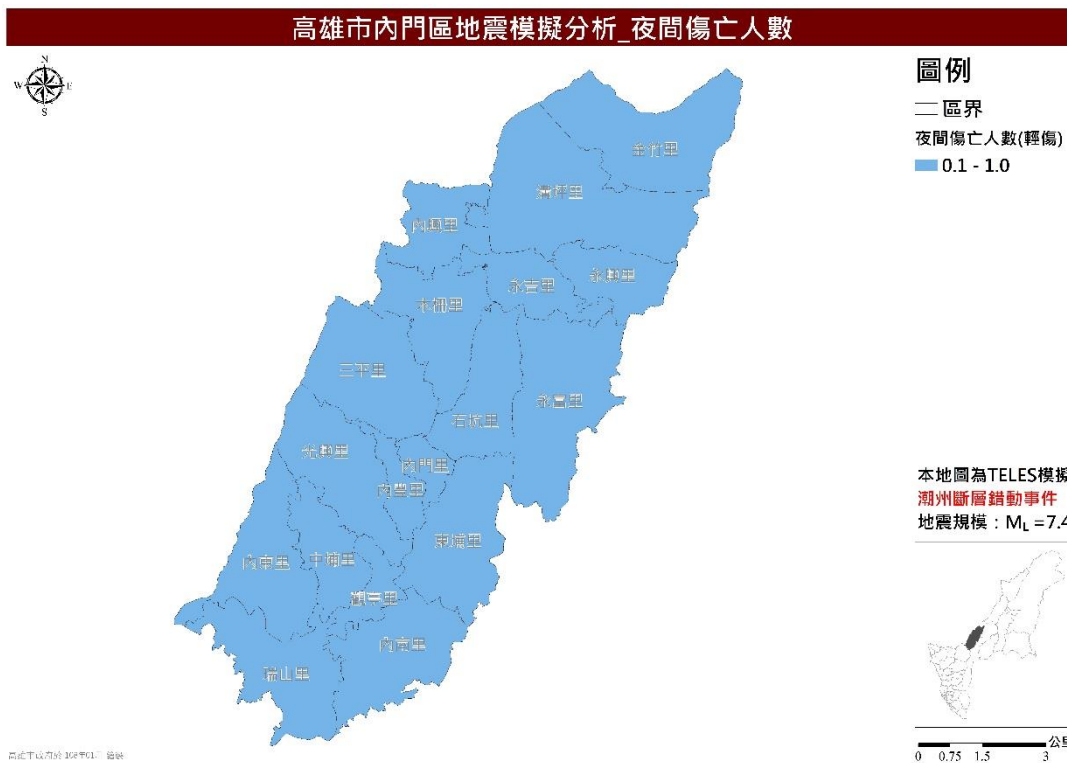 高雄市內門區地震模擬分析_夜間傷亡人數
N
W
E
S
圖例
區界
夜間傷亡人數(輕傷)
0.1 - 1.0
金竹里
溝坪里
內興里
永吉里
永興里
木柵里
三平里
永富里
石坑里
光興里
內門里
內豐里
東埔里
內東里
中埔里
觀亭里
內南里
瑞山里
本地圖為TELES模擬
潮州斷層錯動事件
地震規模：ML =7.4
公里
0 0.75 1.5 3